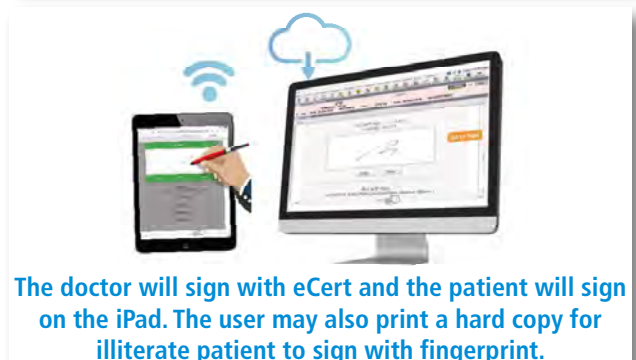 The doctor will sign with eCert and the patient will sign
on the iPad. The user may also print a hard copy for
illiterate patient to sign with fingerprint.